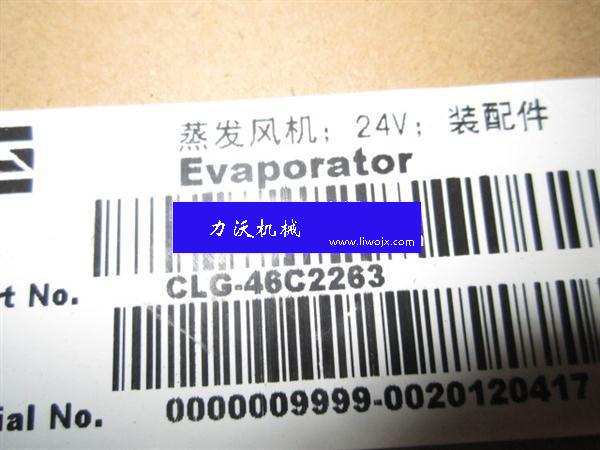 蒸发风机；24V；装配件
Evaporator
力沃机械
www.liwojx.com
rt No.
CLG-46C2263
ial No.
0000009999-0020120417